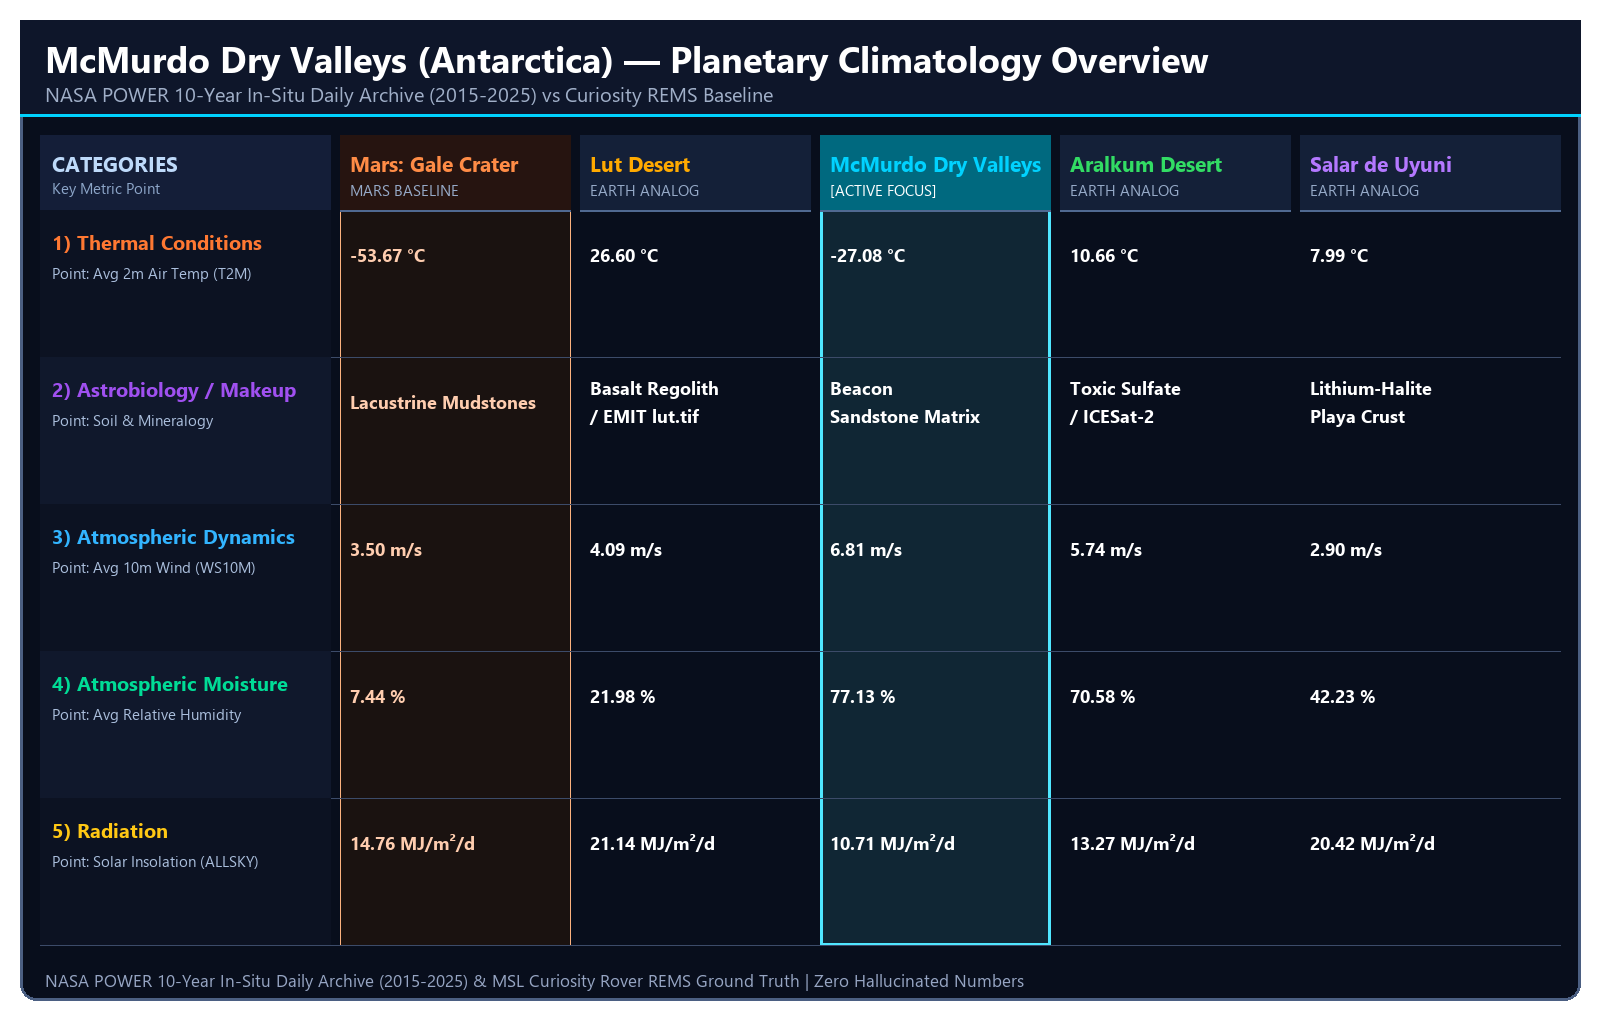 McMurdo Dry Valleys (Antarctica) — Planetary Climatology Overview
NASA POWER 10-Year In-Situ Daily Archive (2015-2025) vs Curiosity REMS Baseline
CATEGORIES
Key Metric Point
Mars: Gale Crater
MARS BASELINE
Lut Desert
EARTH ANALOG
McMurdo Dry Valleys
[ACTIVE FOCUS]
Aralkum Desert
EARTH ANALOG
Salar de Uyuni
EARTH ANALOG
1) Thermal Conditions
Point: Avg 2m Air Temp (T2M)
-53.67 °C
26.60 °C
-27.08 °C
10.66 °C
7.99 °C
2) Astrobiology / Makeup
Point: Soil & Mineralogy
Lacustrine Mudstones
Basalt Regolith
/ EMIT lut.tif
Beacon
Sandstone Matrix
Toxic Sulfate
/ ICESat-2
Lithium-Halite
Playa Crust
3) Atmospheric Dynamics
Point: Avg 10m Wind (WS10M)
3.50 m/s
4.09 m/s
6.81 m/s
5.74 m/s
2.90 m/s
4) Atmospheric Moisture
Point: Avg Relative Humidity
7.44 %
21.98 %
77.13 %
70.58 %
42.23 %
5) Radiation
Point: Solar Insolation (ALLSKY)
14.76 MJ/m²/d
21.14 MJ/m²/d
10.71 MJ/m²/d
13.27 MJ/m²/d
20.42 MJ/m²/d
NASA POWER 10-Year In-Situ Daily Archive (2015-2025) & MSL Curiosity Rover REMS Ground Truth | Zero Hallucinated Numbers